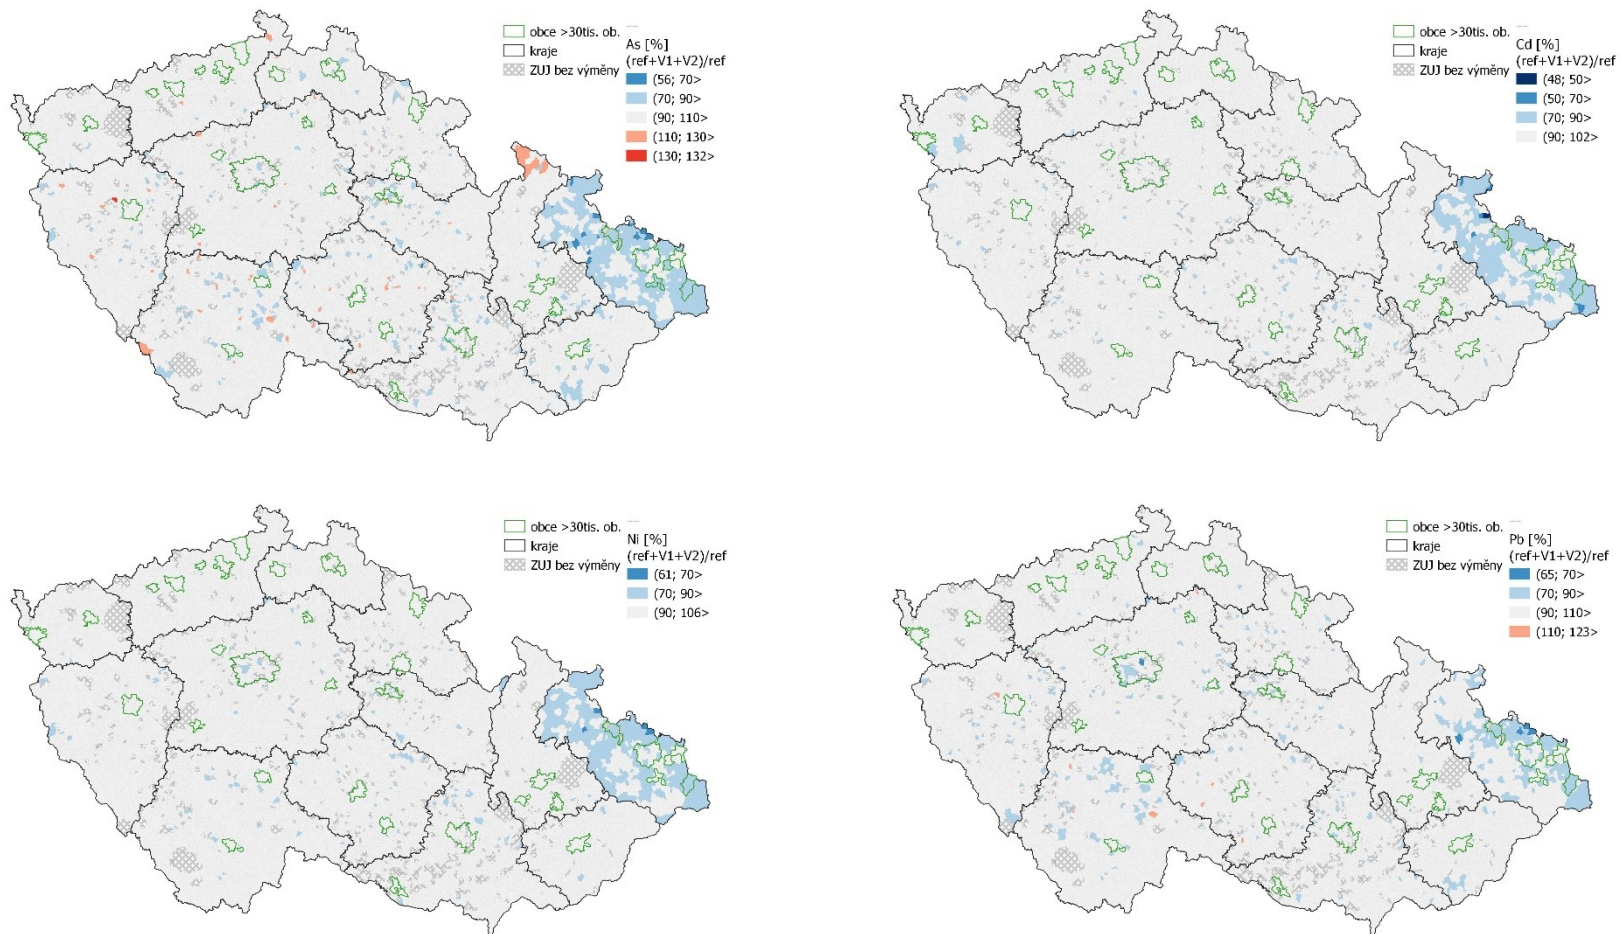 obce >30tis. ob.
kraje
ZUJ bez výměny
As [%]
(ref+V1+V2)/ref
(56; 70>
(70; 90>
(90; 110>
(110; 130>
(130; 132>
obce >30tis. ob.
kraje
ZUJ bez výměny
Cd [%]
(ref+V1+V2)/ref
(48; 50>
(50; 70>
(70; 90>
(90; 102>
obce >30tis. ob.
kraje
ZUJ bez výměny
Ni [%]
(ref+V1+V2)/ref
(61; 70>
(70; 90>
(90; 106>
obce >30tis. ob.
kraje
ZUJ bez výměny
Pb [%]
(ref+V1+V2)/ref
(65; 70>
(70; 90>
(90; 110>
(110; 123>